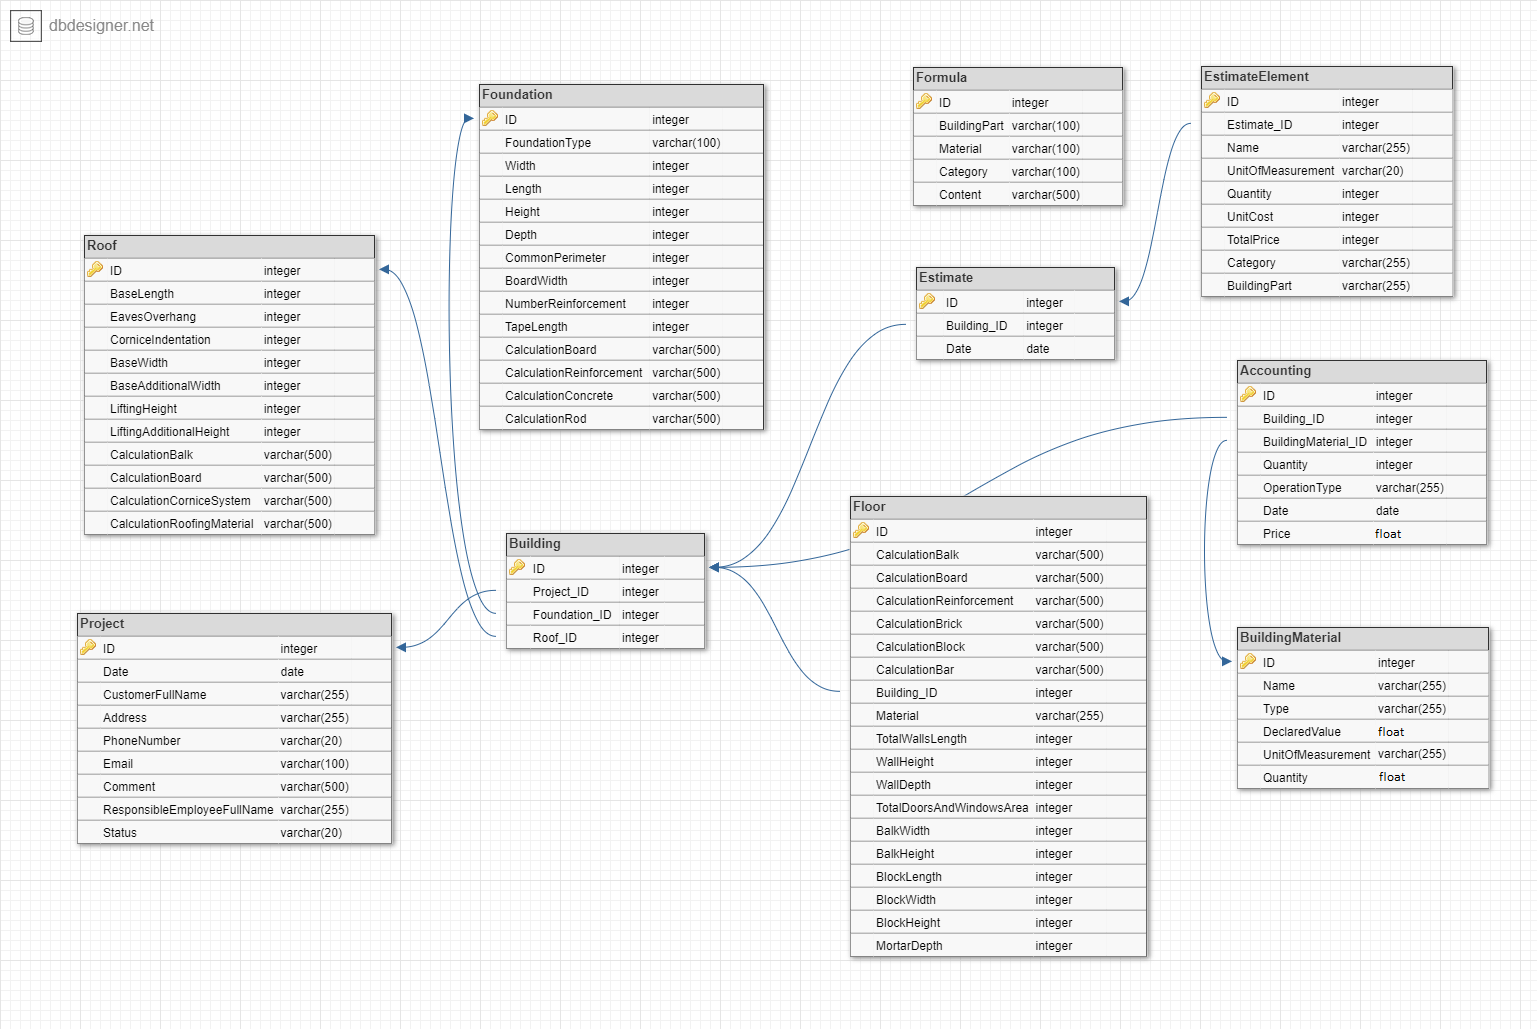 dbdesigner.net
Foundation
ID integer
FoundationType varchar(100)
Width integer
Length integer
Height integer
Depth integer
CommonPerimeter integer
BoardWidth integer
NumberReinforcement integer
TapeLength integer
CalculationBoard varchar(500)
CalculationReinforcement varchar(500)
CalculationConcrete varchar(500)
CalculationRod varchar(500)
Formula
ID integer
BuildingPart varchar(100)
Material varchar(100)
Category varchar(100)
Content varchar(500)
EstimateElement
ID integer
Estimate_ID integer
Name varchar(255)
UnitOfMeasurement varchar(20)
Quantity integer
UnitCost integer
TotalPrice integer
Category varchar(255)
BuildingPart varchar(255)
Roof
ID integer
BaseLength integer
EavesOverhang integer
CorniceIndentation integer
BaseWidth integer
BaseAdditionalWidth integer
LiftingHeight integer
LiftingAdditionalHeight integer
CalculationBalk varchar(500)
CalculationBoard varchar(500)
CalculationCorniceSystem varchar(500)
CalculationRoofingMaterial varchar(500)
Estimate
ID integer
Building_ID integer
Date date
Accounting
ID integer
Building_ID integer
BuildingMaterial_ID integer
Quantity integer
OperationType varchar(255)
Date date
Price float
Building
ID integer
Project_ID integer
Foundation_ID integer
Roof_ID integer
Floor
ID integer
CalculationBalk varchar(500)
CalculationBoard varchar(500)
CalculationReinforcement varchar(500)
CalculationBrick varchar(500)
CalculationBlock varchar(500)
CalculationBar varchar(500)
Building_ID integer
Material varchar(255)
TotalWallsLength integer
WallHeight integer
WallDepth integer
TotalDoorsAndWindowsArea integer
BalkWidth integer
BalkHeight integer
BlockLength integer
BlockWidth integer
BlockHeight integer
MortarDepth integer
Project
ID integer
Date date
CustomerFullName varchar(255)
Address varchar(255)
PhoneNumber varchar(20)
Email varchar(100)
Comment varchar(500)
ResponsibleEmployeeFullName varchar(255)
Status varchar(20)
BuildingMaterial
ID integer
Name varchar(255)
Type varchar(255)
DeclaredValue float
UnitOfMeasurement varchar(255)
Quantity float